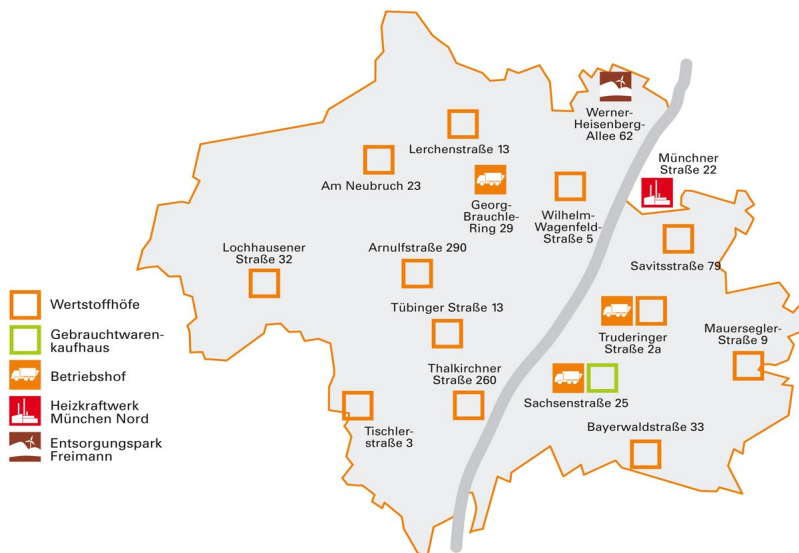 Werner-
Heisenberg-
Allee 62
Lerchenstraße 13
Münchner
Straße 22
Am Neubruch 23
Georg-
Brauchle-
Ring 29
Wilhelm-
Wagenfeld-
Straße 5
Lochhausener
Straße 32
Arnulfstraße 290
Savitsstraße 79
Tübinger Straße 13
Truderinger
Straße 2a
Mauersegler-
Straße 9
Thalkirchner
Straße 260
Sachsenstraße 25
Tischler-
straße 3
Bayerwaldstraße 33
Wertstoffhöfe
Gebrauchtwaren-
kaufhaus
Betriebshof
Heizkraftwerk
München Nord
Entsorgungspark
Freimann